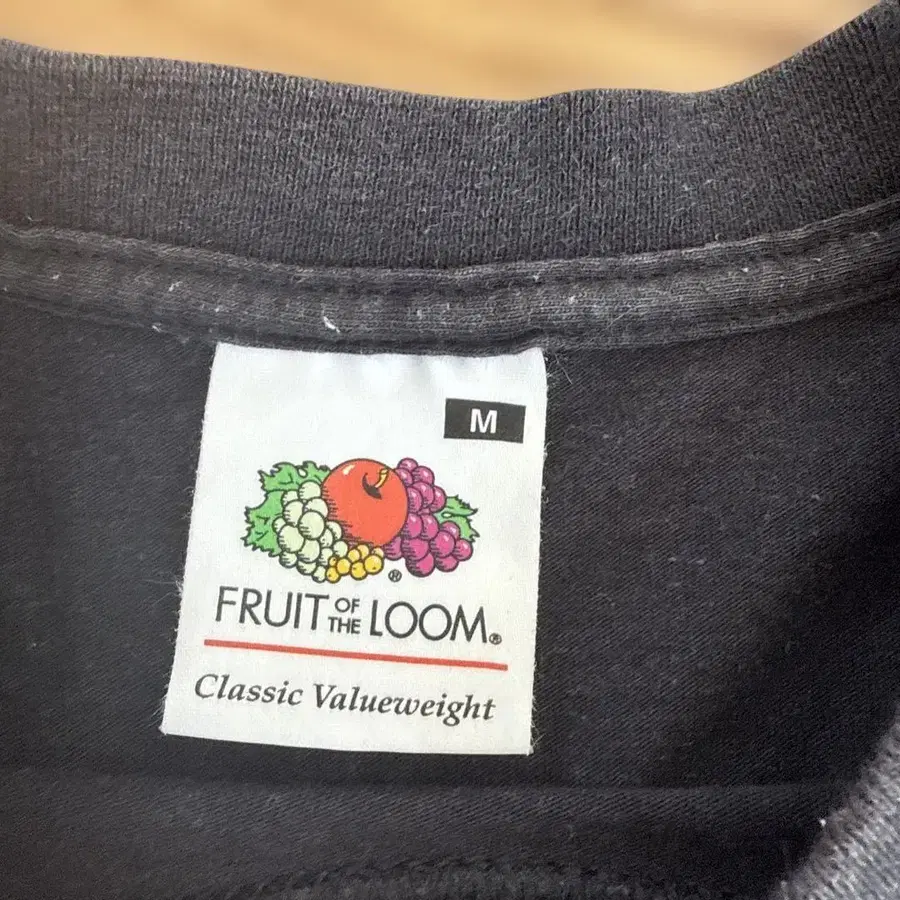 M
®
FRUIT OF THE LOOM®
Classic Valueweight